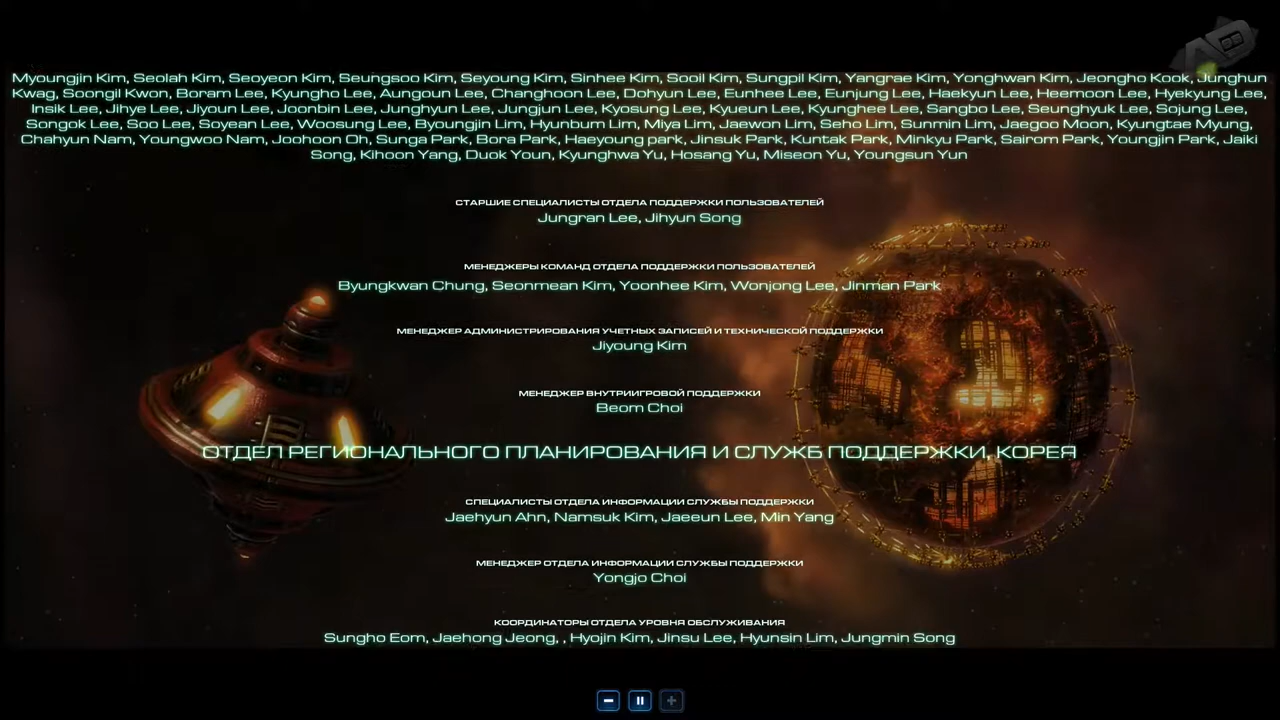 Myoungjin Kim, Seolah Kim, Seoyeon Kim, Seungsoo Kim, Seyoung Kim, Sinhee Kim, Sooil Kim, Sungpil Kim, Yangrae Kim, Yonghwan Kim, Jeongho Kook, Junghun
Kwag, Soongil Kwon, Boram Lee, Kyungho Lee, Aungoun Lee, Changhoon Lee, Dohyun Lee, Eunhee Lee, Eunjung Lee, Haekyun Lee, Heemoon Lee, Hyekyung Lee,
Insik Lee, Jihye Lee, Jiyoun Lee, Joonbin Lee, Junghyun Lee, Jungjun Lee, Kyosung Lee, Kyueun Lee, Kyunghee Lee, Sangbo Lee, Seunghyuk Lee, Sojung Lee,
Songok Lee, Soo Lee, Soyean Lee, Woosung Lee, Byoungjin Lim, Hyunbum Lim, Miya Lim, Jaewon Lim, Seho Lim, Sunmin Lim, Jaegoo Moon, Kyungtae Myung,
Chahyun Nam, Youngwoo Nam, Joohoon Oh, Sunga Park, Bora Park, Haeyoung park, Jinsuk Park, Kuntak Park, Minkyu Park, Sairom Park, Youngjin Park, Jaiki
Song, Kihoon Yang, Duok Youn, Kyunghwa Yu, Hosang Yu, Miseon Yu, Youngsun Yun
СТАРШИЕ СПЕЦИАЛИСТЫ ОТДЕЛА ПОДДЕРЖКИ ПОЛЬЗОВАТЕЛЕЙ
Jungran Lee, Jihyun Song
МЕНЕДЖЕРЫ КОМАНД ОТДЕЛА ПОДДЕРЖКИ ПОЛЬЗОВАТЕЛЕЙ
Byungkwan Chung, Seonmean Kim, Yoonhee Kim, Wonjong Lee, Jinman Park
МЕНЕДЖЕР АДМИНИСТРИРОВАНИЯ УЧЕТНЫХ ЗАПИСЕЙ И ТЕХНИЧЕСКОЙ ПОДДЕРЖКИ
Jiyoung Kim
МЕНЕДЖЕР ВНУТРИИГРОВОЙ ПОДДЕРЖКИ
Beom Choi
ОТДЕЛ РЕГИОНАЛЬНОГО ПЛАНИРОВАНИЯ И СЛУЖБ ПОДДЕРЖКИ, КОРЕЯ
СПЕЦИАЛИСТЫ ОТДЕЛА ИНФОРМАЦИИ СЛУЖБЫ ПОДДЕРЖКИ
Jaehyun Ahn, Namsuk Kim, Jaeeun Lee, Min Yang
МЕНЕДЖЕР ОТДЕЛА ИНФОРМАЦИИ СЛУЖБЫ ПОДДЕРЖКИ
Yongjo Choi
КООРДИНАТОРЫ ОТДЕЛА УРОВНЯ ОБСЛУЖИВАНИЯ
Sungho Eom, Jaehong Jeong, , Hyojin Kim, Jinsu Lee, Hyunsin Lim, Jungmin Song